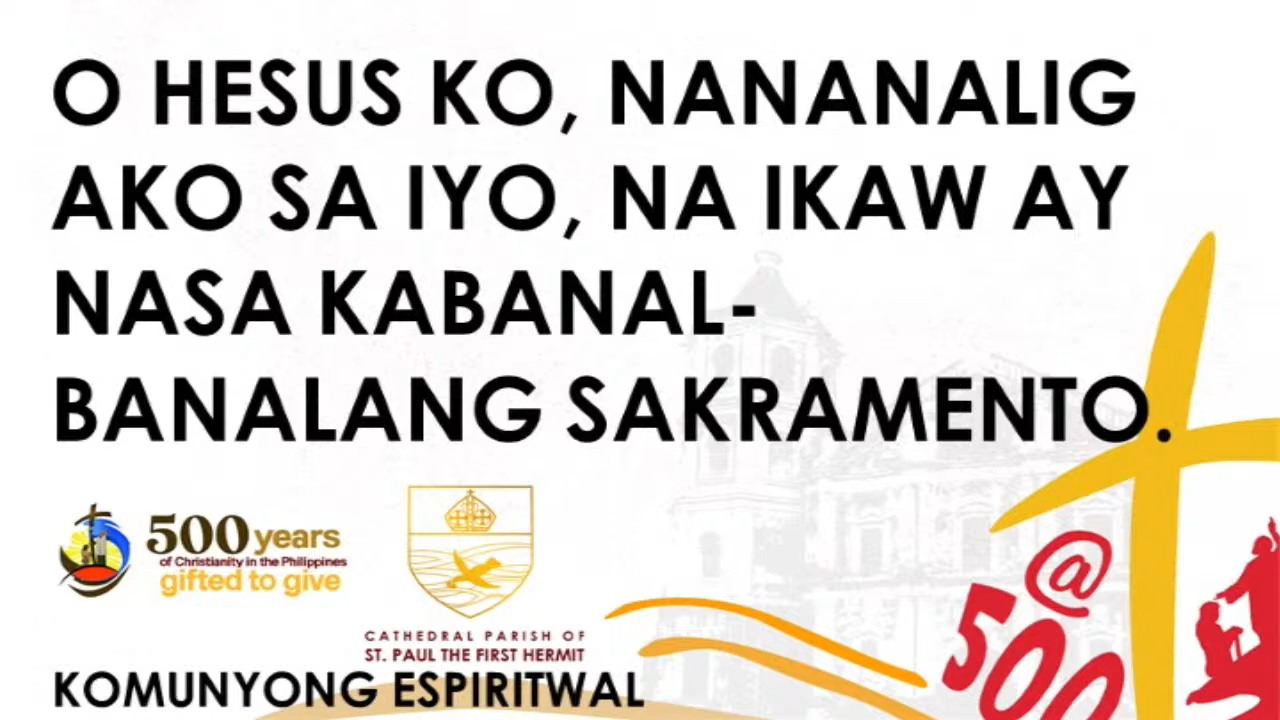 O HESUS KO, NANANALIG
AKO SA IYO, NA IKAW AY
NASA KABANAL-
BANALANG SAKRAMENTO.
500 years
of Christianity in the Philippines
gifted to give
CATHEDRAL PARISH OF
ST. PAUL THE FIRST HERMIT
@
500
KOMUNYONG ESPIRITWAL